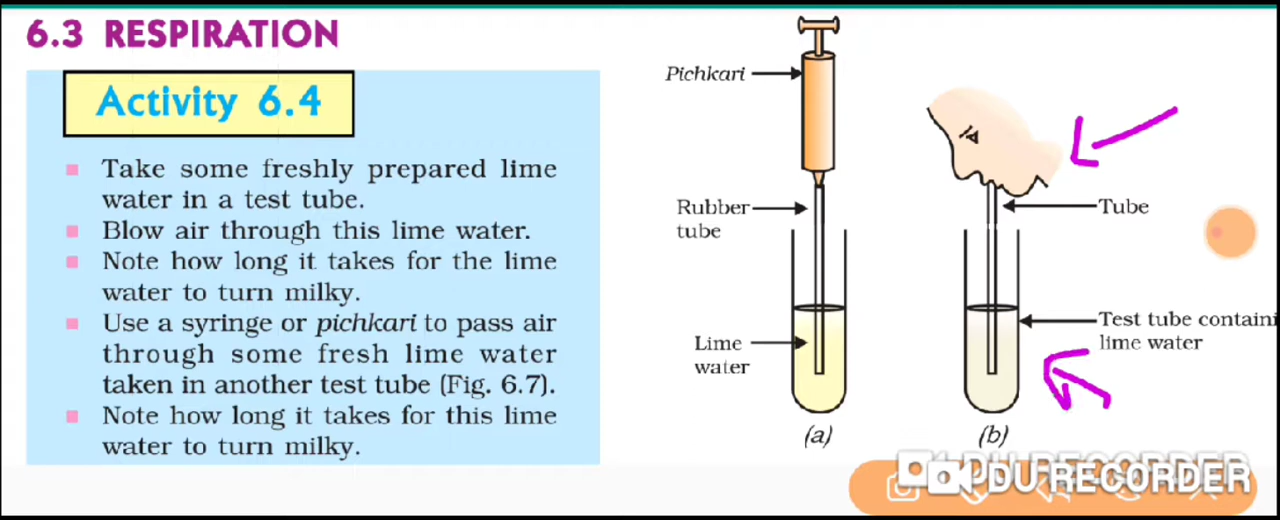 6.3 RESPIRATION
Activity 6.4
Take some freshly prepared lime
water in a test tube.
Blow air through this lime water.
Note how long it takes for the lime
water to turn milky.
Use a syringe or pichkari to pass air
through some fresh lime water
taken in another test tube (Fig. 6.7).
Note how long it takes for this lime
water to turn milky.
Pichkari
Rubber
tube
Lime
water
(a)
Tube
Test tube containi
lime water
(b)
DU RECORDER